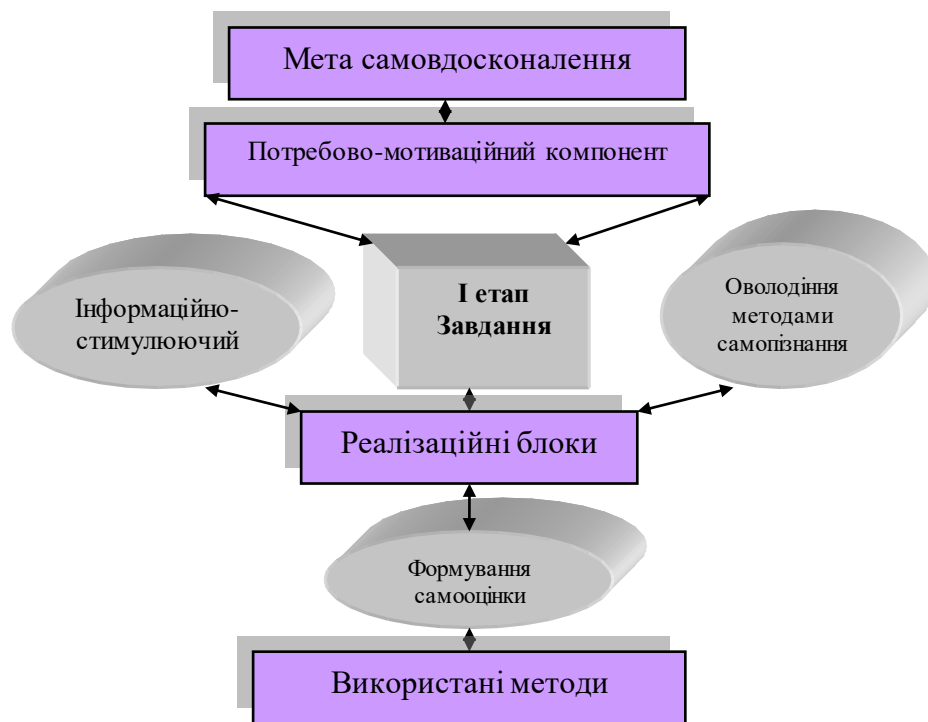 Мета самовдосконалення
Потребово-мотиваційний компонент
І етап
Завдання
Інформаційно-
стимулюючий
Оволодіння
методами
самопізнання
Реалізаційні блоки
Формування
самооцінки
Використані методи